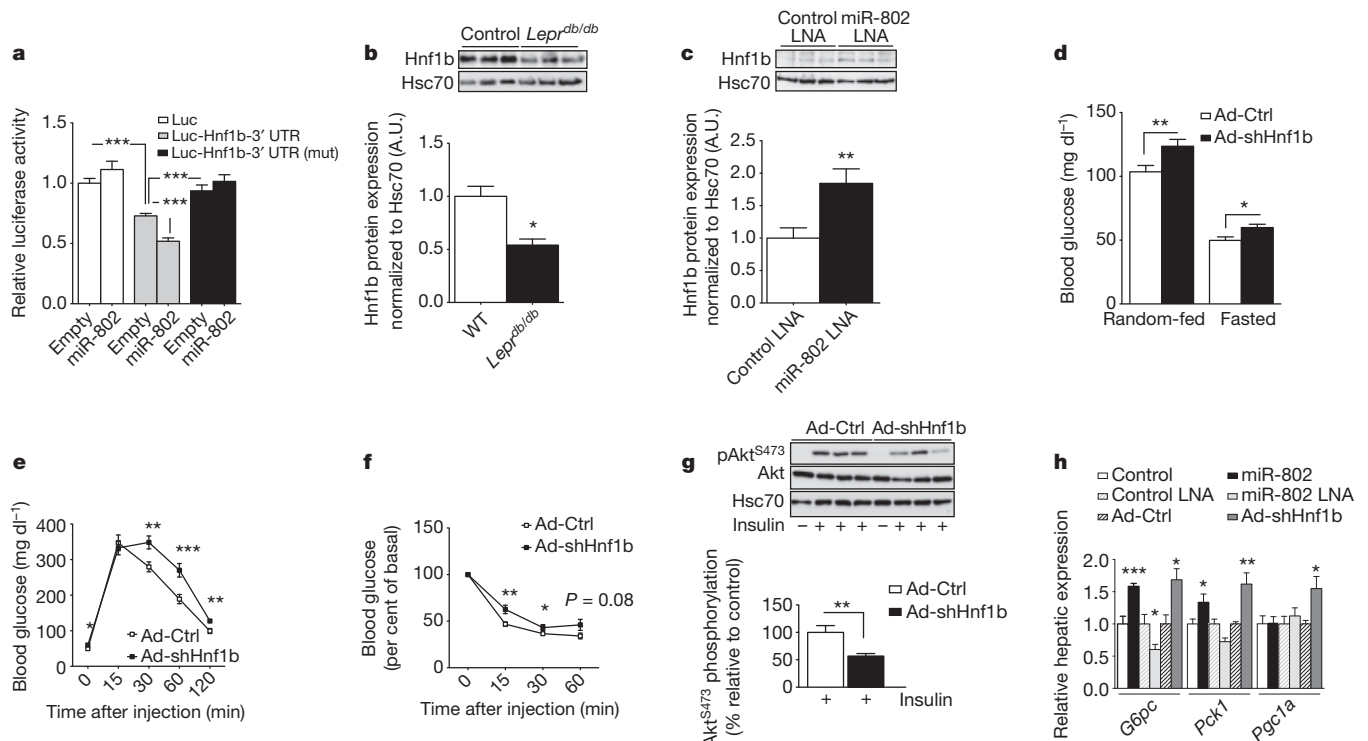 a
Relative luciferase activity
1.5
1.0
0.5
0.0
Luc
Luc-Hnf1b-3′ UTR
Luc-Hnf1b-3′ UTR (mut)
***
***
***
Empty
miR-802
Empty
miR-802
Empty
miR-802
b
Control Lepr^db/db
Hnf1b
Hsc70
Hnf1b protein expression
normalized to Hsc70 (A.U.)
1.5
1.0
0.5
0.0
*
WT
Lepr^db/db
c
Control miR-802
LNA LNA
Hnf1b
Hsc70
Hnf1b protein expression
normalized to Hsc70 (A.U.)
2.5
2.0
1.5
1.0
0.5
0.0
**
Control LNA
miR-802 LNA
d
Blood glucose (mg dl⁻¹)
150
100
50
0
Ad-Ctrl
Ad-shHnf1b
**
*
Random-fed Fasted
e
Blood glucose (mg dl⁻¹)
400
300
200
100
0
*
**
***
**
Ad-Ctrl
Ad-shHnf1b
0 15 30 60 120
Time after injection (min)
f
Blood glucose
(per cent of basal)
150
100
50
0
Ad-Ctrl
Ad-shHnf1b
**
*
P = 0.08
0 15 30 60
Time after injection (min)
g
Ad-Ctrl Ad-shHnf1b
pAkt^S473
Akt
Hsc70
Insulin − + + + − + + +
Akt^S473 phosphorylation
(% relative to control)
150
100
50
0
Ad-Ctrl
Ad-shHnf1b
**
+ + Insulin
h
Control miR-802
Control LNA miR-802 LNA
Ad-Ctrl Ad-shHnf1b
Relative hepatic expression
2.0
1.5
1.0
0.5
0.0
***
*
*
*
**
*
G6pc
Pck1
Pgc1a